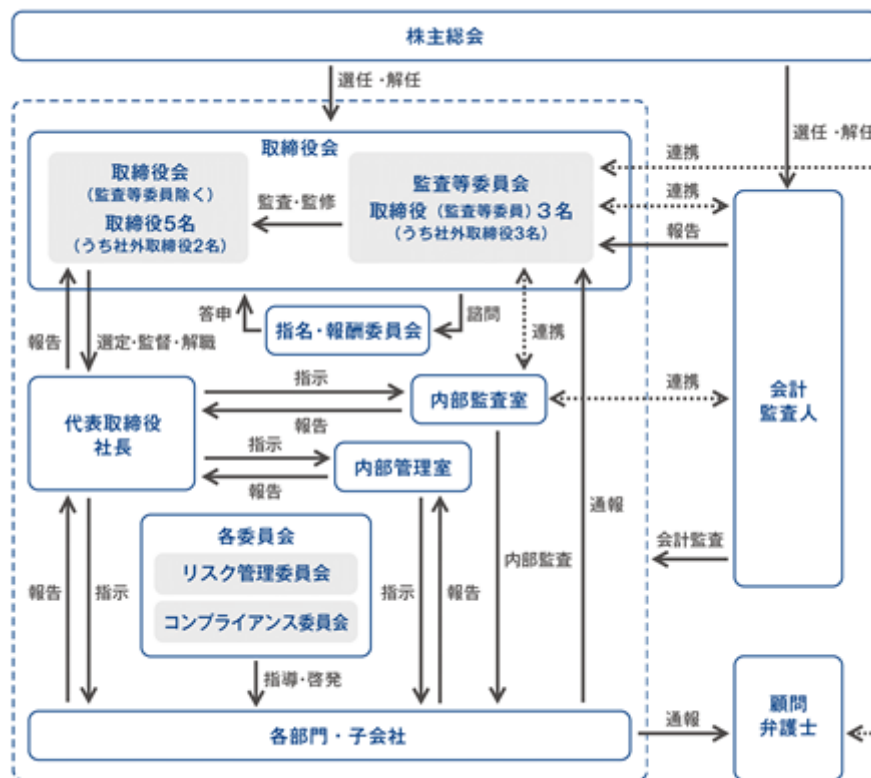 株主総会
選任・解任
選任・解任
取締役会
取締役会
(監査等委員除く)
取締役5名
(うち社外取締役2名)
監査・監修
監査等委員会
取締役(監査等委員)3名
(うち社外取締役3名)
連携
連携
報告
報告
選定・監督・解職
答申
指名・報酬委員会
諮問
連携
代表取締役
社長
指示
報告
内部監査室
連携
会計
監査人
指示
報告
内部管理室
通報
各委員会
リスク管理委員会
コンプライアンス委員会
報告
指示
指示
報告
内部監査
会計監査
指導・啓発
各部門・子会社
通報
顧問
弁護士